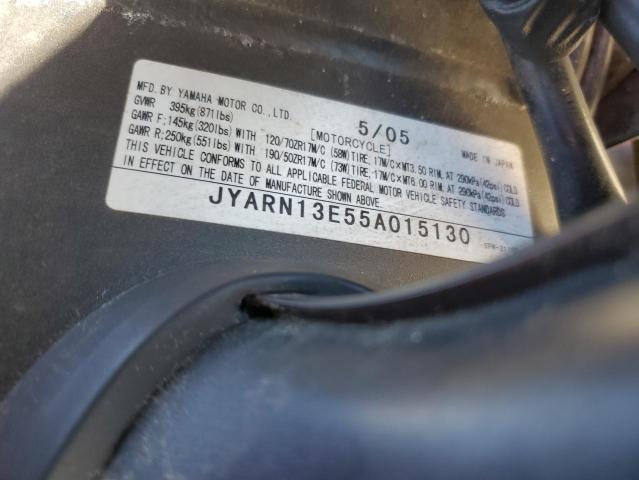 MFD. BY YAMAHA MOTOR CO., LTD. 5/05
GVWR 395kg(871lbs) [MOTORCYCLE] MADE IN JAPAN
GAWR F:145kg(320lbs) WITH 120/70ZR17M/C (58W)TIRE,17M/C×MT3.50 RIM, AT 290kPa(42psi) COLD
GAWR R:250kg(551lbs) WITH 190/50ZR17M/C (73W)TIRE,17M/C×MT6.00 RIM, AT 290kPa(42psi) COLD
THIS VEHICLE CONFORMS TO ALL APPLICABLE FEDERAL MOTOR VEHICLE SAFETY STANDARDS
IN EFFECT ON THE DATE OF MANUFACTURE SHOWN ABOVE.
JYARN13E55A015130